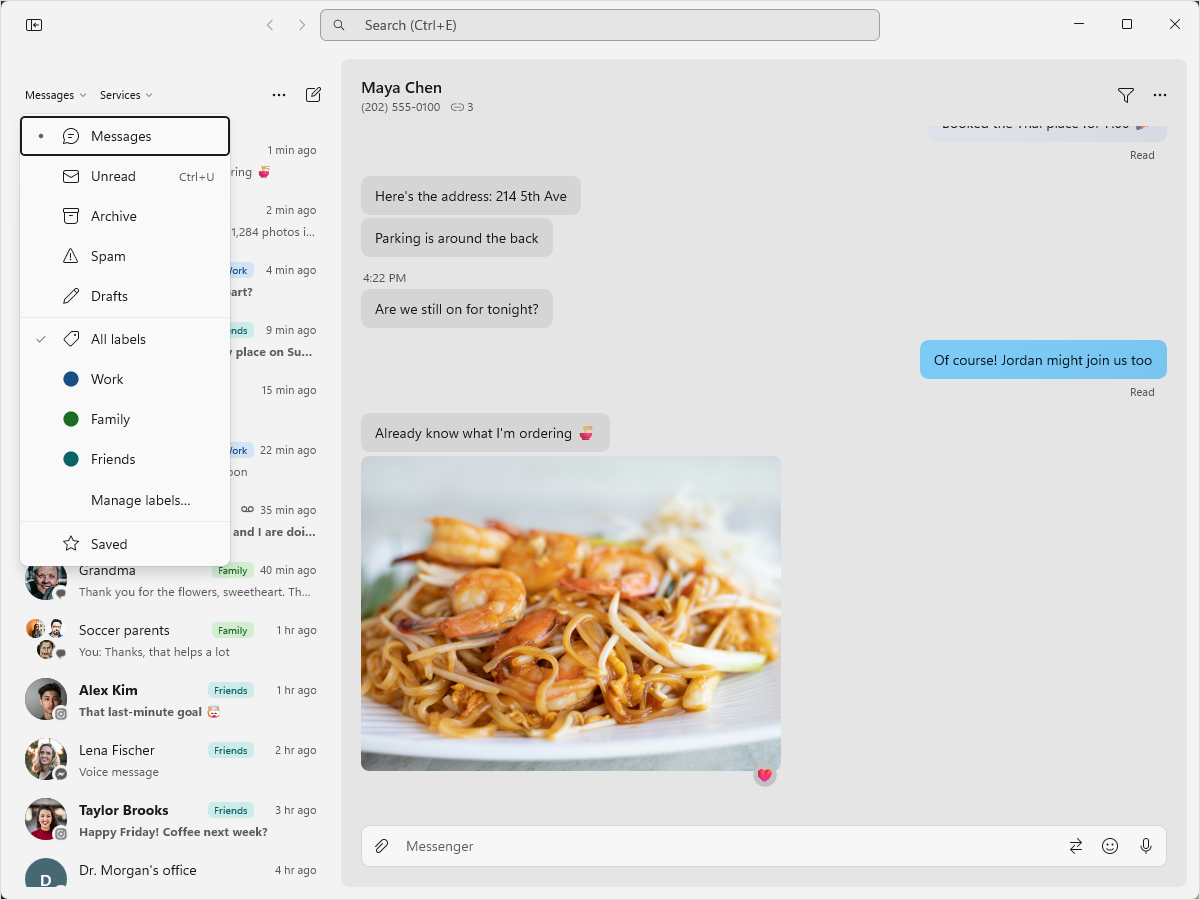 Search (Ctrl+E)
Messages
Services
Messages
Unread
Ctrl+U
Archive
Spam
Drafts
All labels
Work
Family
Friends
Manage labels...
Saved
1 min ago
2 min ago
1,284 photos i...
4 min ago
9 min ago
place on Su...
15 min ago
22 min ago
35 min ago
and I are doi...
Grandma
Family
40 min ago
Thank you for the flowers, sweetheart. Th...
Soccer parents
Family
1 hr ago
You: Thanks, that helps a lot
Alex Kim
Friends
1 hr ago
That last-minute goal
Lena Fischer
Friends
2 hr ago
Voice message
Taylor Brooks
Friends
3 hr ago
Happy Friday! Coffee next week?
D
Dr. Morgan's office
4 hr ago
Maya Chen
(202) 555-0100
3
Booked the Thai place for 7:00
Read
Here's the address: 214 5th Ave
Parking is around the back
4:22 PM
Are we still on for tonight?
Of course! Jordan might join us too
Read
Already know what I'm ordering
Messenger